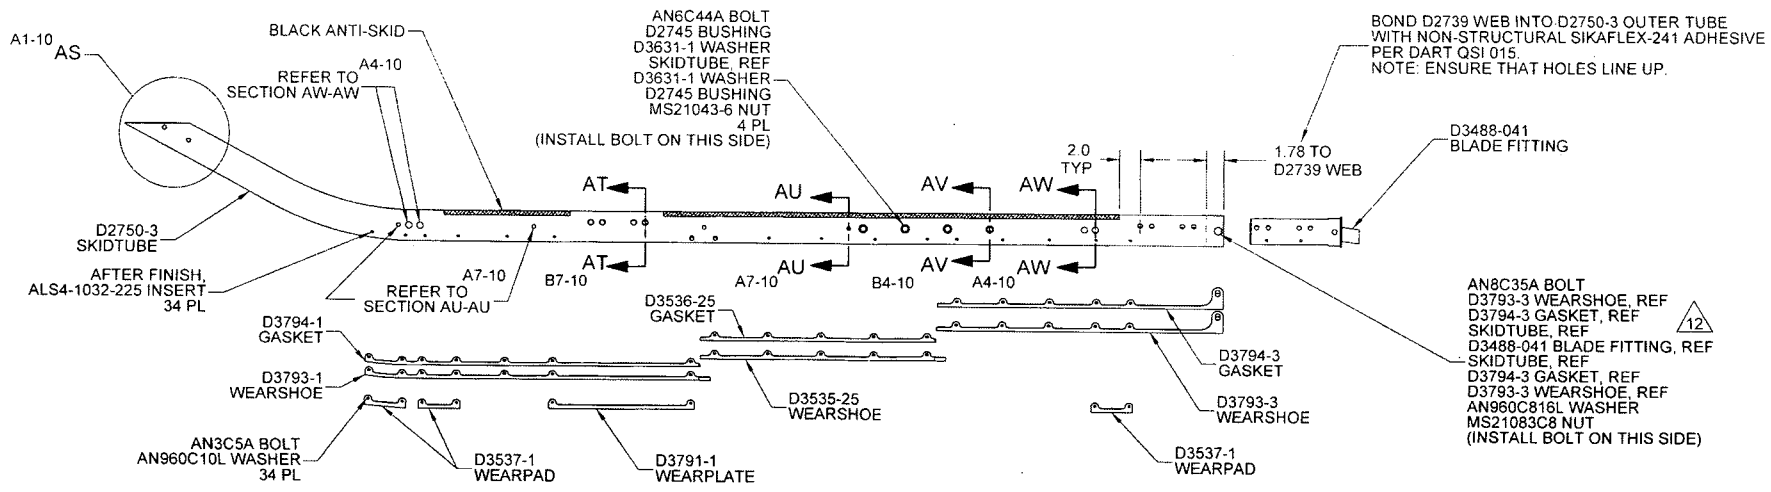 A1-10
AS
BLACK ANTI-SKID
REFER TO
SECTION AW-AW
A4-10
AN6C44A BOLT
D2745 BUSHING
D3631-1 WASHER
SKIDTUBE, REF
D3631-1 WASHER
D2745 BUSHING
MS21043-6 NUT
4 PL
(INSTALL BOLT ON THIS SIDE)
BOND D2739 WEB INTO D2750-3 OUTER TUBE
WITH NON-STRUCTURAL SIKAFLEX-241 ADHESIVE
PER DART QSI 015.
NOTE: ENSURE THAT HOLES LINE UP.
2.0
TYP
1.78 TO
D2739 WEB
D3488-041
BLADE FITTING
AT
AU
AV
AW
D2750-3
SKIDTUBE
AFTER FINISH,
ALS4-1032-225 INSERT
34 PL
A7-10
REFER TO
SECTION AU-AU
AT
B7-10
AU
A7-10
AV
B4-10
AW
A4-10
D3794-1
GASKET
D3793-1
WEARSHOE
AN3C5A BOLT
AN960C10L WASHER
34 PL
D3537-1
WEARPAD
D3791-1
WEARPLATE
D3536-25
GASKET
D3535-25
WEARSHOE
D3794-3
GASKET
D3793-3
WEARSHOE
D3537-1
WEARPAD
AN8C35A BOLT
D3793-3 WEARSHOE, REF
D3794-3 GASKET, REF
SKIDTUBE, REF
D3488-041 BLADE FITTING, REF
SKIDTUBE, REF
D3794-3 GASKET, REF
D3793-3 WEARSHOE, REF
AN960C816L WASHER
MS21083C8 NUT
(INSTALL BOLT ON THIS SIDE)
12